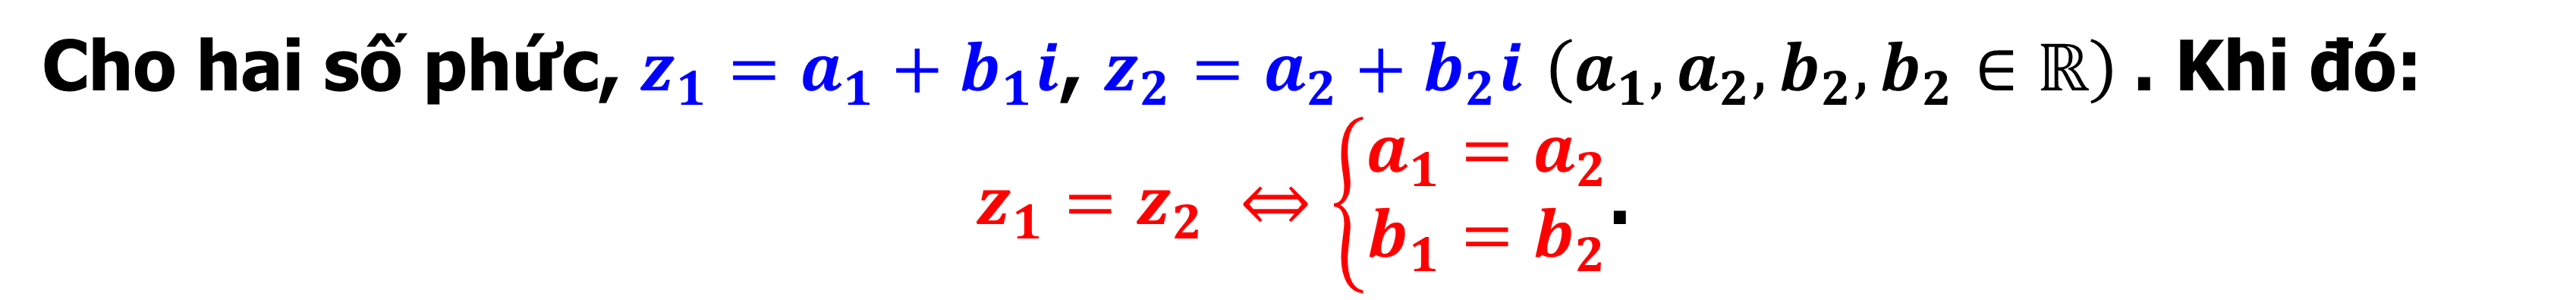 Cho hai số phức, z₁ = a₁ + b₁i, z₂ = a₂ + b₂i (a₁, a₂, b₂, b₂ ∈ ℝ) . Khi đó:
z₁ = z₂ ⇔ { a₁ = a₂
b₁ = b₂ .